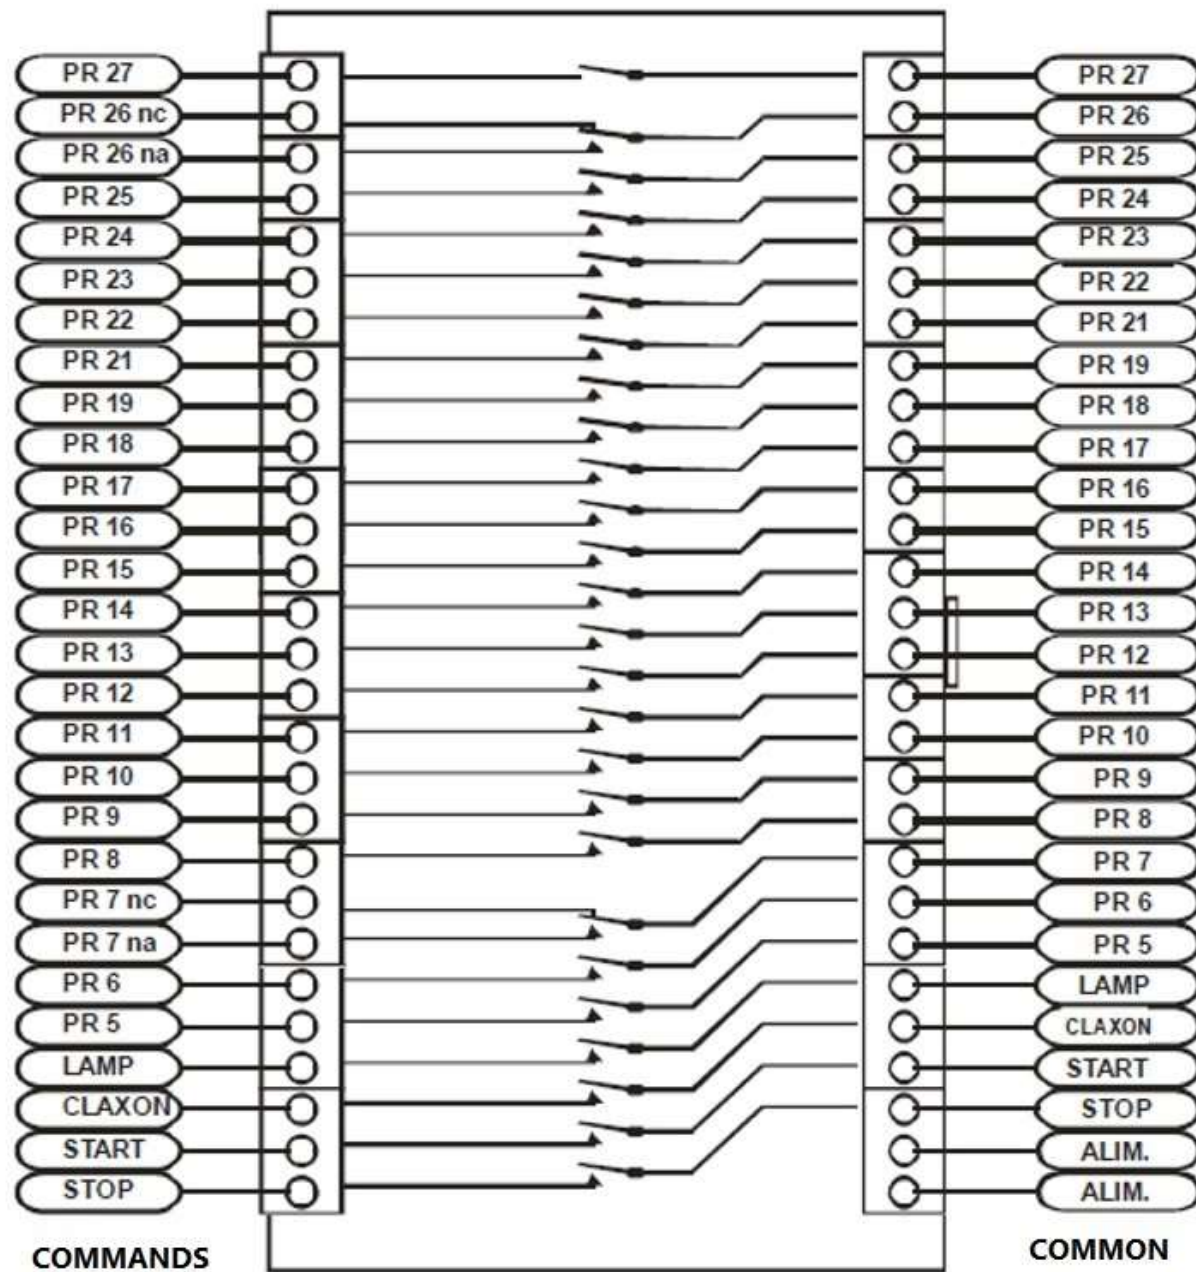 PR 27 PR 27
PR 26 nc PR 26
PR 26 na PR 25
PR 25 PR 24
PR 24 PR 23
PR 23 PR 22
PR 22 PR 21
PR 21 PR 19
PR 19 PR 18
PR 18 PR 17
PR 17 PR 16
PR 16 PR 15
PR 15 PR 14
PR 14 PR 13
PR 13 PR 12
PR 12 PR 11
PR 11 PR 10
PR 10 PR 9
PR 9 PR 8
PR 8 PR 7
PR 7 nc PR 6
PR 7 na PR 5
PR 6 LAMP
PR 5 CLAXON
LAMP START
CLAXON STOP
START ALIM.
STOP ALIM.
COMMANDS COMMON